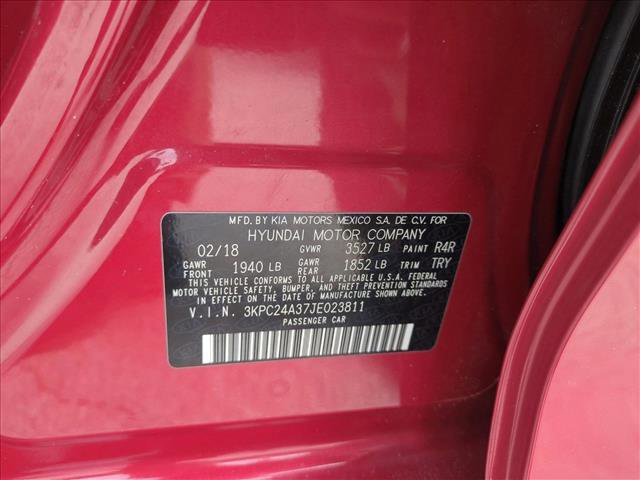 MFD. BY KIA MOTORS MEXICO S.A. DE C.V. FOR
HYUNDAI MOTOR COMPANY
02/18 GVWR 3527 LB PAINT R4R
GAWR FRONT 1940 LB GAWR REAR 1852 LB TRIM TRY
THIS VEHICLE CONFORMS TO ALL APPLICABLE U.S.A. FEDERAL
MOTOR VEHICLE SAFETY, BUMPER, AND THEFT PREVENTION
STANDARDS IN EFFECT ON THE DATE OF MANUFACTURE SHOWN ABOVE.
V.I.N. 3KPC24A37JE023811
PASSENGER CAR